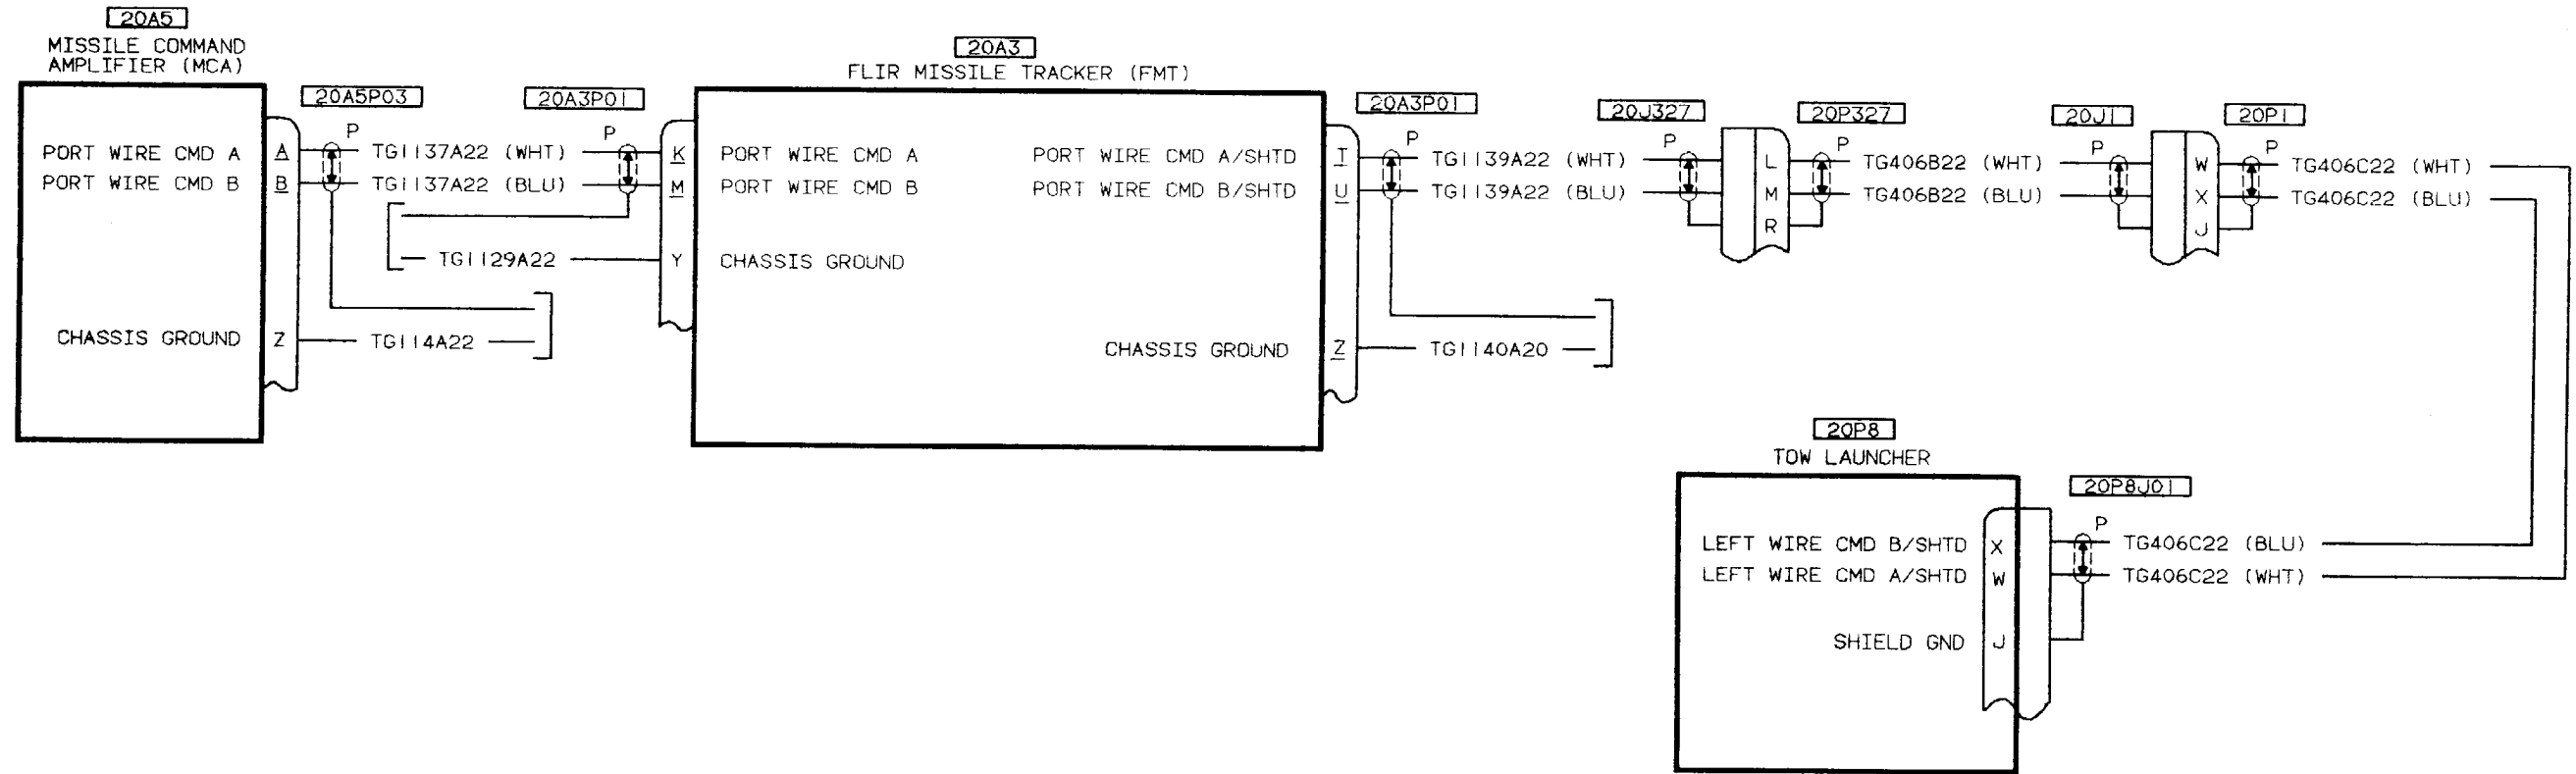 20A5
MISSILE COMMAND
AMPLIFIER (MCA)
20A5P03
20A3P01
20A3
FLIR MISSILE TRACKER (FMT)
20A3P01
20J327
20P327
20J1
20P1
PORT WIRE CMD A
A
P
TG1137A22 (WHT)
P
K
PORT WIRE CMD A
PORT WIRE CMD A/SHTD
T
P
TG1139A22 (WHT)
P
L
P
TG406B22 (WHT)
P
W
P
TG406C22 (WHT)
PORT WIRE CMD B
B
TG1137A22 (BLU)
M
PORT WIRE CMD B
PORT WIRE CMD B/SHTD
U
TG1139A22 (BLU)
M
TG406B22 (BLU)
X
TG406C22 (BLU)
R
J
TG1129A22
Y
CHASSIS GROUND
CHASSIS GROUND
Z
TG114A22
CHASSIS GROUND
Z
TG1140A20
20P8
TOW LAUNCHER
20P8J01
LEFT WIRE CMD B/SHTD
X
P
TG406C22 (BLU)
LEFT WIRE CMD A/SHTD
W
TG406C22 (WHT)
SHIELD GND
J